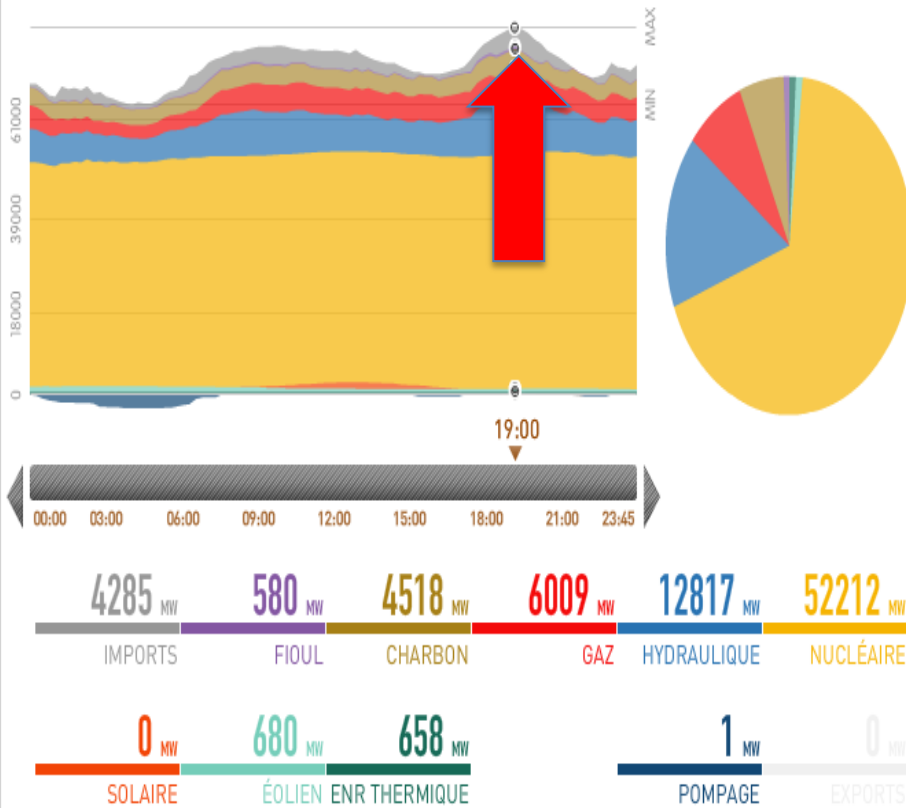 MAX
MIN
61000
39000
18000
0
19:00
00:00 03:00 06:00 09:00 12:00 15:00 18:00 21:00 23:45
4285 MW 580 MW 4518 MW 6009 MW 12817 MW 52212 MW
IMPORTS FIOUL CHARBON GAZ HYDRAULIQUE NUCLÉAIRE
0 MW 680 MW 658 MW 1 MW 0 MW
SOLAIRE ÉOLIEN ENR THERMIQUE POMPAGE EXPORTS